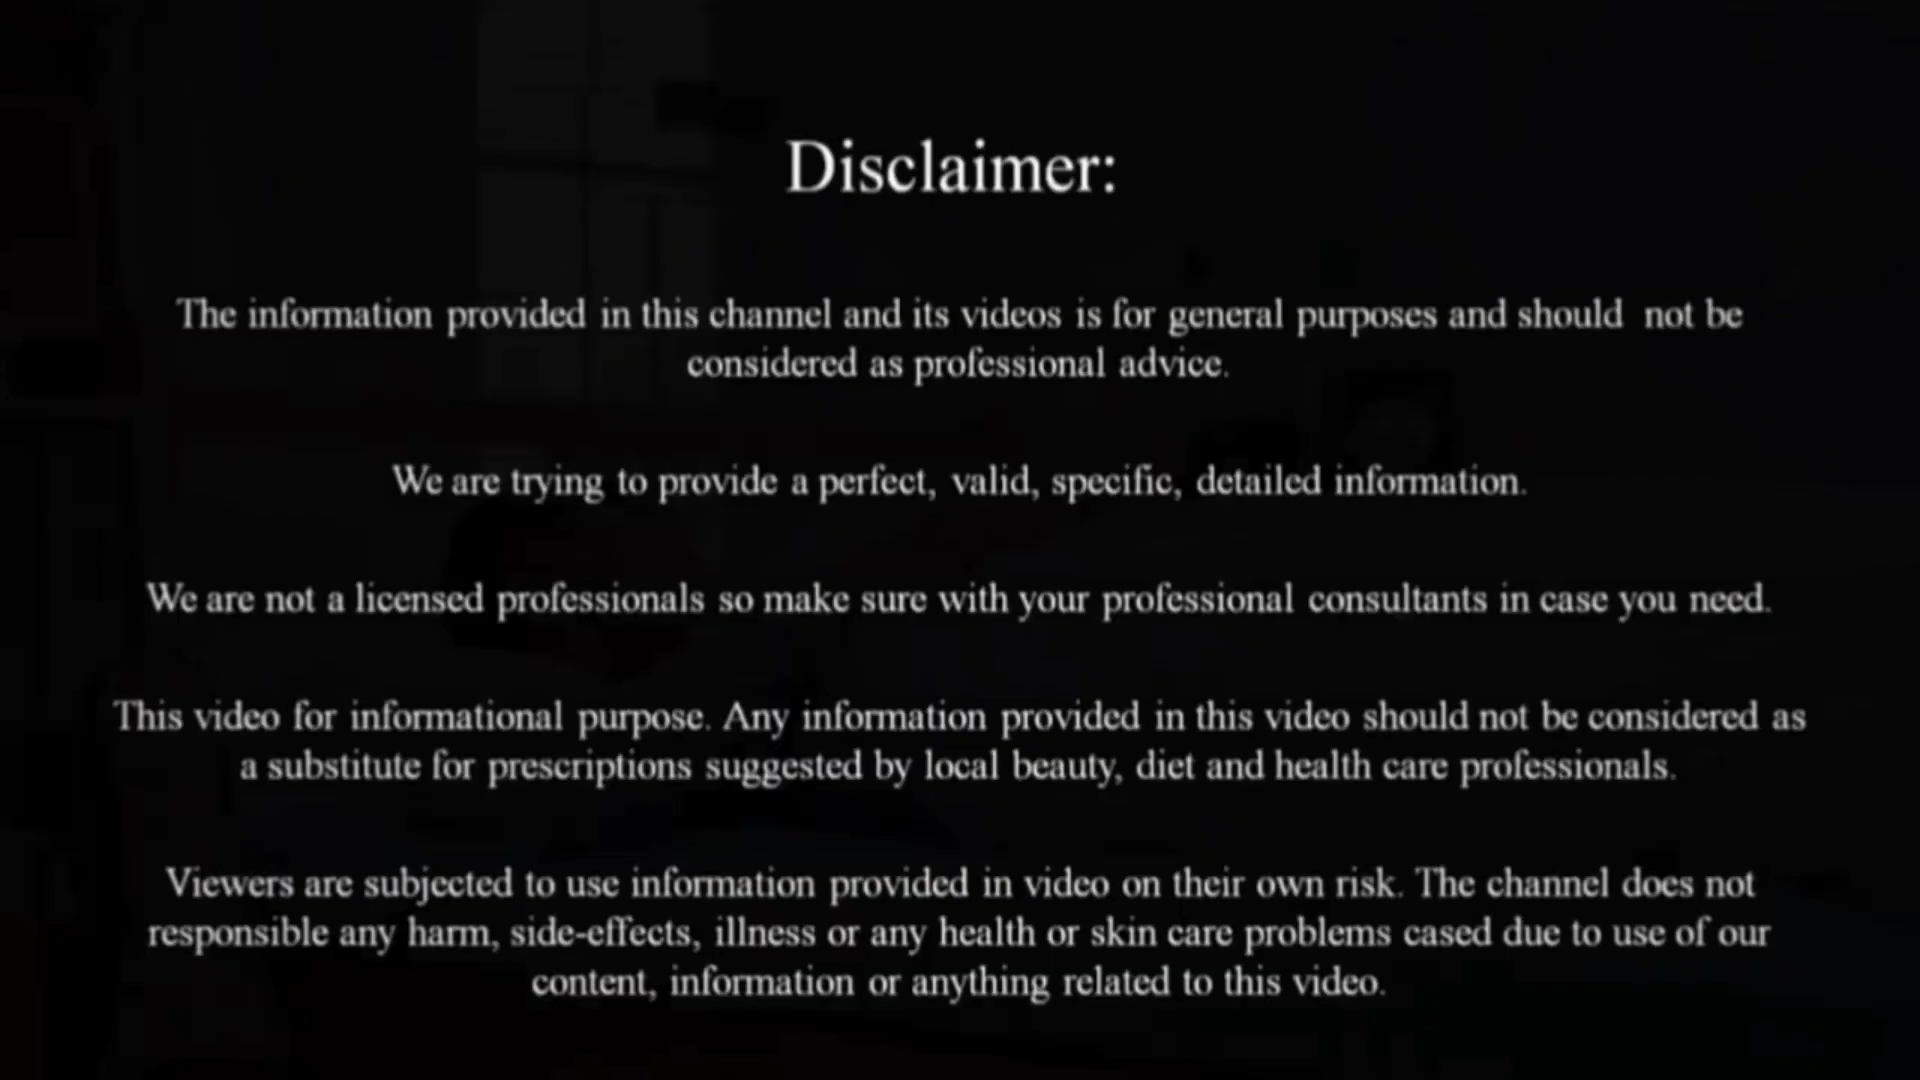 Disclaimer:
The information provided in this channel and its videos is for general purposes and should not be
considered as professional advice.
We are trying to provide a perfect, valid, specific, detailed information.
We are not a licensed professionals so make sure with your professional consultants in case you need.
This video for informational purpose. Any information provided in this video should not be considered as
a substitute for prescriptions suggested by local beauty, diet and health care professionals.
Viewers are subjected to use information provided in video on their own risk. The channel does not
responsible any harm, side-effects, illness or any health or skin care problems cased due to use of our
content, information or anything related to this video.